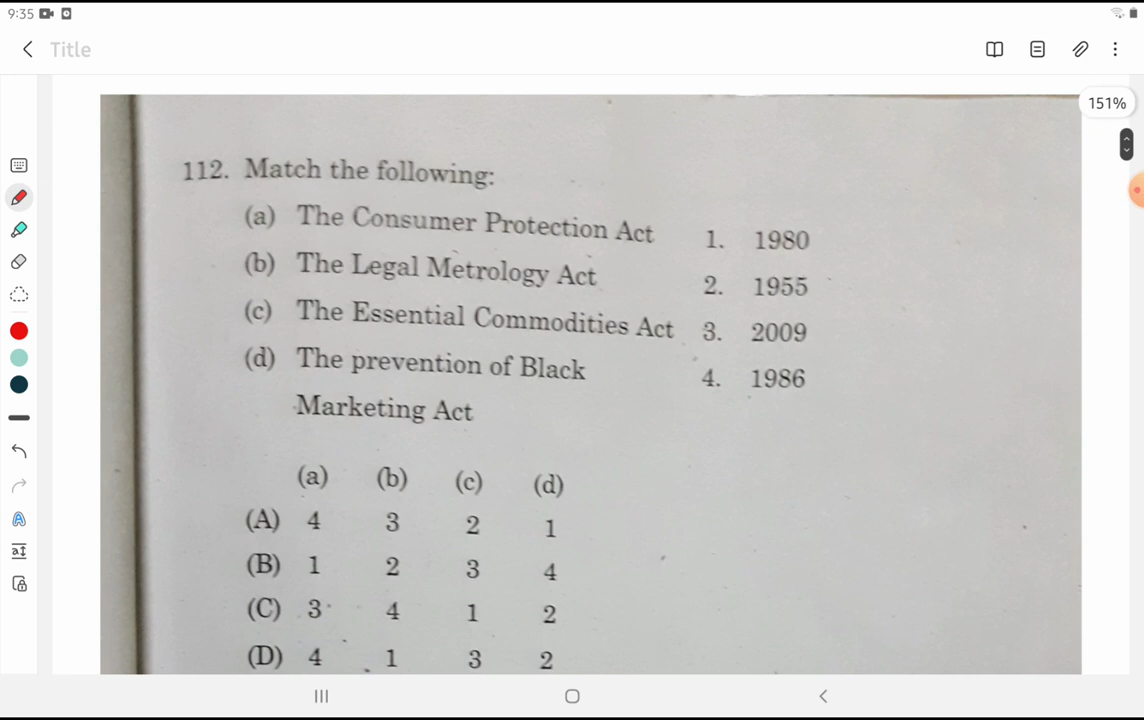 9:35
Title
151%
112. Match the following:
(a) The Consumer Protection Act 1. 1980
(b) The Legal Metrology Act 2. 1955
(c) The Essential Commodities Act 3. 2009
(d) The prevention of Black 4. 1986
Marketing Act
(a) (b) (c) (d)
(A) 4 3 2 1
(B) 1 2 3 4
(C) 3 4 1 2
(D) 4 1 3 2